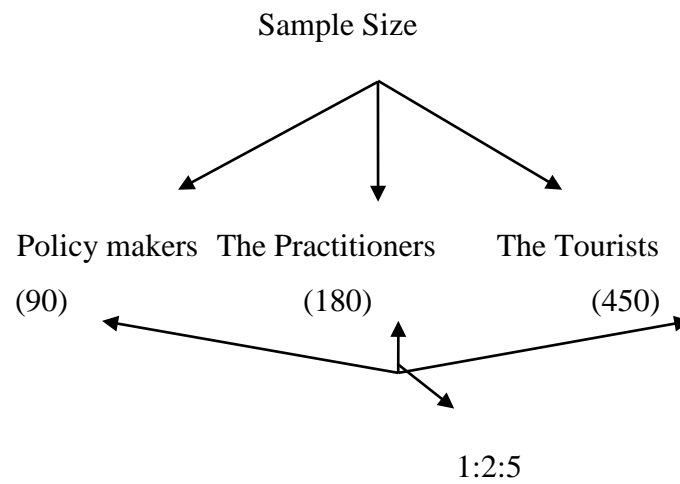 Sample Size
Policy makers The Practitioners The Tourists
(90) (180) (450)
1:2:5